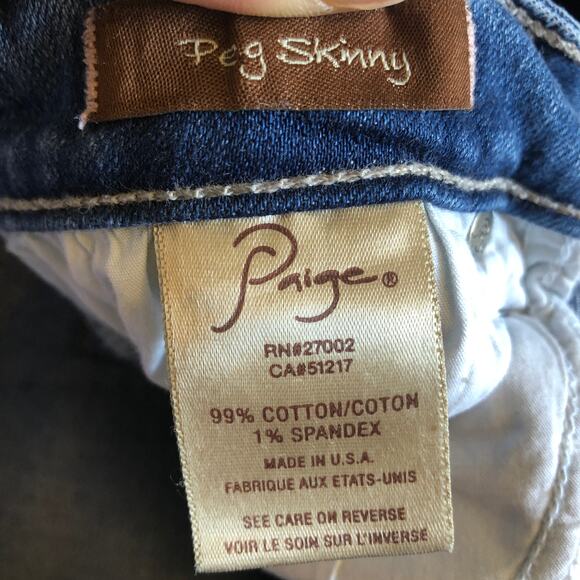 Peg Skinny
Paige®
RN#27002
CA#51217
99% COTTON/COTON
1% SPANDEX
MADE IN U.S.A.
FABRIQUE AUX ETATS-UNIS
SEE CARE ON REVERSE
VOIR LE SOIN SUR L'INVERSE